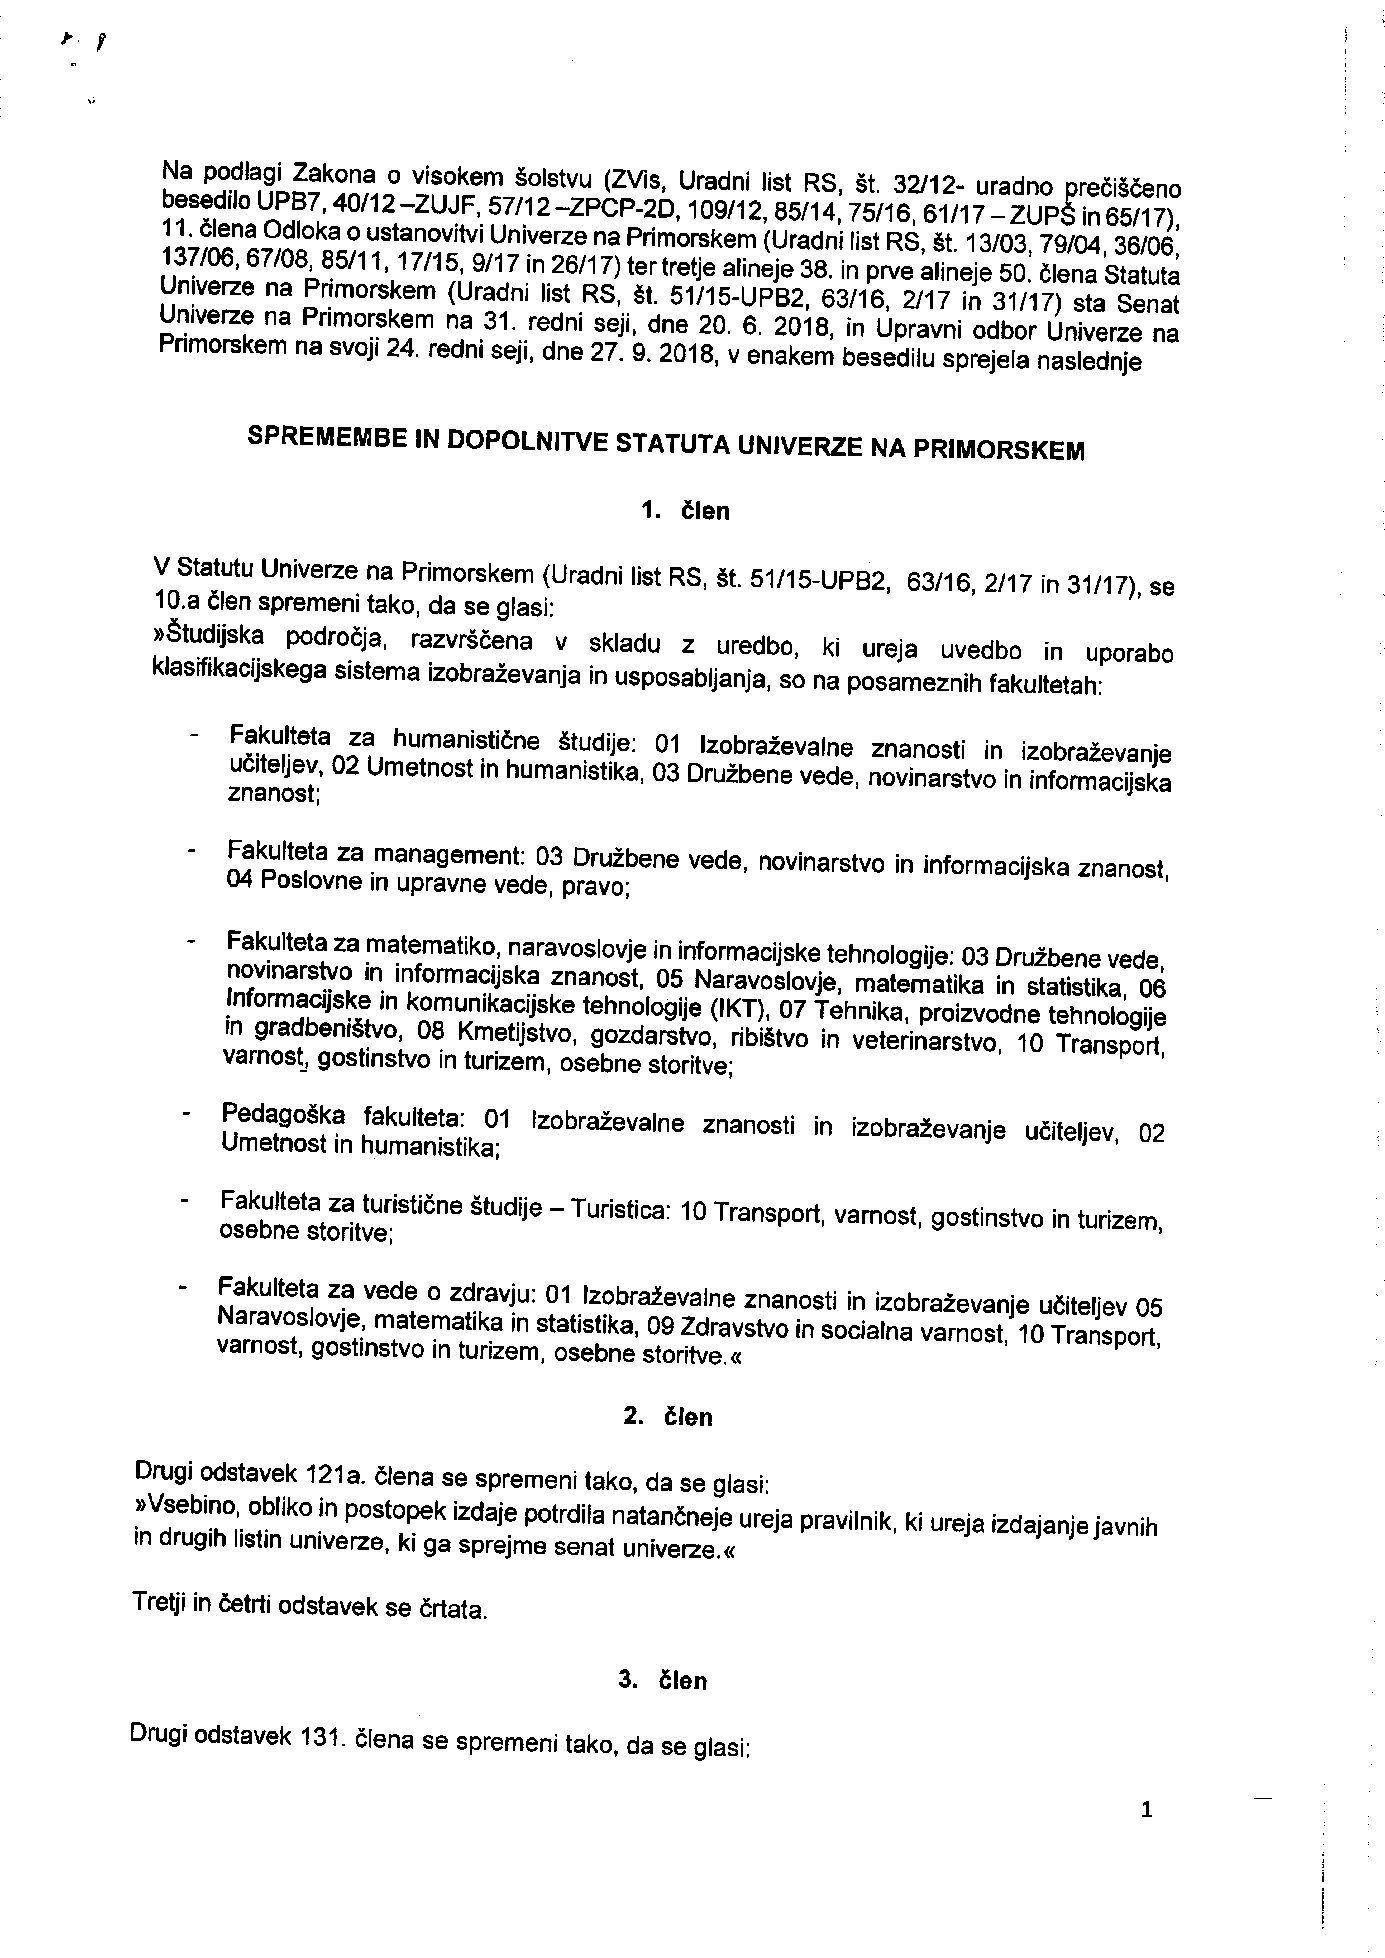 Na podlagi Zakona o visokem šolstvu (ZVis, Uradni list RS, št. 32/12- uradno prečiščeno
besedilo UPB7, 40/12 –ZUJF, 57/12 –ZPCP-2D, 109/12, 85/14, 75/16, 61/17 – ZUPŠ in 65/17),
11. člena Odloka o ustanovitvi Univerze na Primorskem (Uradni list RS, št. 13/03, 79/04, 36/06,
137/06, 67/08, 85/11, 17/15, 9/17 in 26/17) ter tretje alineje 38. in prve alineje 50. člena Statuta
Univerze na Primorskem (Uradni list RS, št. 51/15-UPB2, 63/16, 2/17 in 31/17) sta Senat
Univerze na Primorskem na 31. redni seji, dne 20. 6. 2018, in Upravni odbor Univerze na
Primorskem na svoji 24. redni seji, dne 27. 9. 2018, v enakem besedilu sprejela naslednje
SPREMEMBE IN DOPOLNITVE STATUTA UNIVERZE NA PRIMORSKEM
1. člen
V Statutu Univerze na Primorskem (Uradni list RS, št. 51/15-UPB2, 63/16, 2/17 in 31/17), se
10.a člen spremeni tako, da se glasi:
»Študijska področja, razvrščena v skladu z uredbo, ki ureja uvedbo in uporabo
klasifikacijskega sistema izobraževanja in usposabljanja, so na posameznih fakultetah:
- Fakulteta za humanistične študije: 01 Izobraževalne znanosti in izobraževanje
učiteljev, 02 Umetnost in humanistika, 03 Družbene vede, novinarstvo in informacijska
znanost;
- Fakulteta za management: 03 Družbene vede, novinarstvo in informacijska znanost,
04 Poslovne in upravne vede, pravo;
- Fakulteta za matematiko, naravoslovje in informacijske tehnologije: 03 Družbene vede,
novinarstvo in informacijska znanost, 05 Naravoslovje, matematika in statistika, 06
Informacijske in komunikacijske tehnologije (IKT), 07 Tehnika, proizvodne tehnologije
in gradbeništvo, 08 Kmetijstvo, gozdarstvo, ribištvo in veterinarstvo, 10 Transport,
varnost, gostinstvo in turizem, osebne storitve;
- Pedagoška fakulteta: 01 Izobraževalne znanosti in izobraževanje učiteljev, 02
Umetnost in humanistika;
- Fakulteta za turistične študije – Turistica: 10 Transport, varnost, gostinstvo in turizem,
osebne storitve;
- Fakulteta za vede o zdravju: 01 Izobraževalne znanosti in izobraževanje učiteljev 05
Naravoslovje, matematika in statistika, 09 Zdravstvo in socialna varnost, 10 Transport,
varnost, gostinstvo in turizem, osebne storitve.«
2. člen
Drugi odstavek 121a. člena se spremeni tako, da se glasi:
»Vsebino, obliko in postopek izdaje potrdila natančneje ureja pravilnik, ki ureja izdajanje javnih
in drugih listin univerze, ki ga sprejme senat univerze.«
Tretji in četrti odstavek se črtata.
3. člen
Drugi odstavek 131. člena se spremeni tako, da se glasi:
1